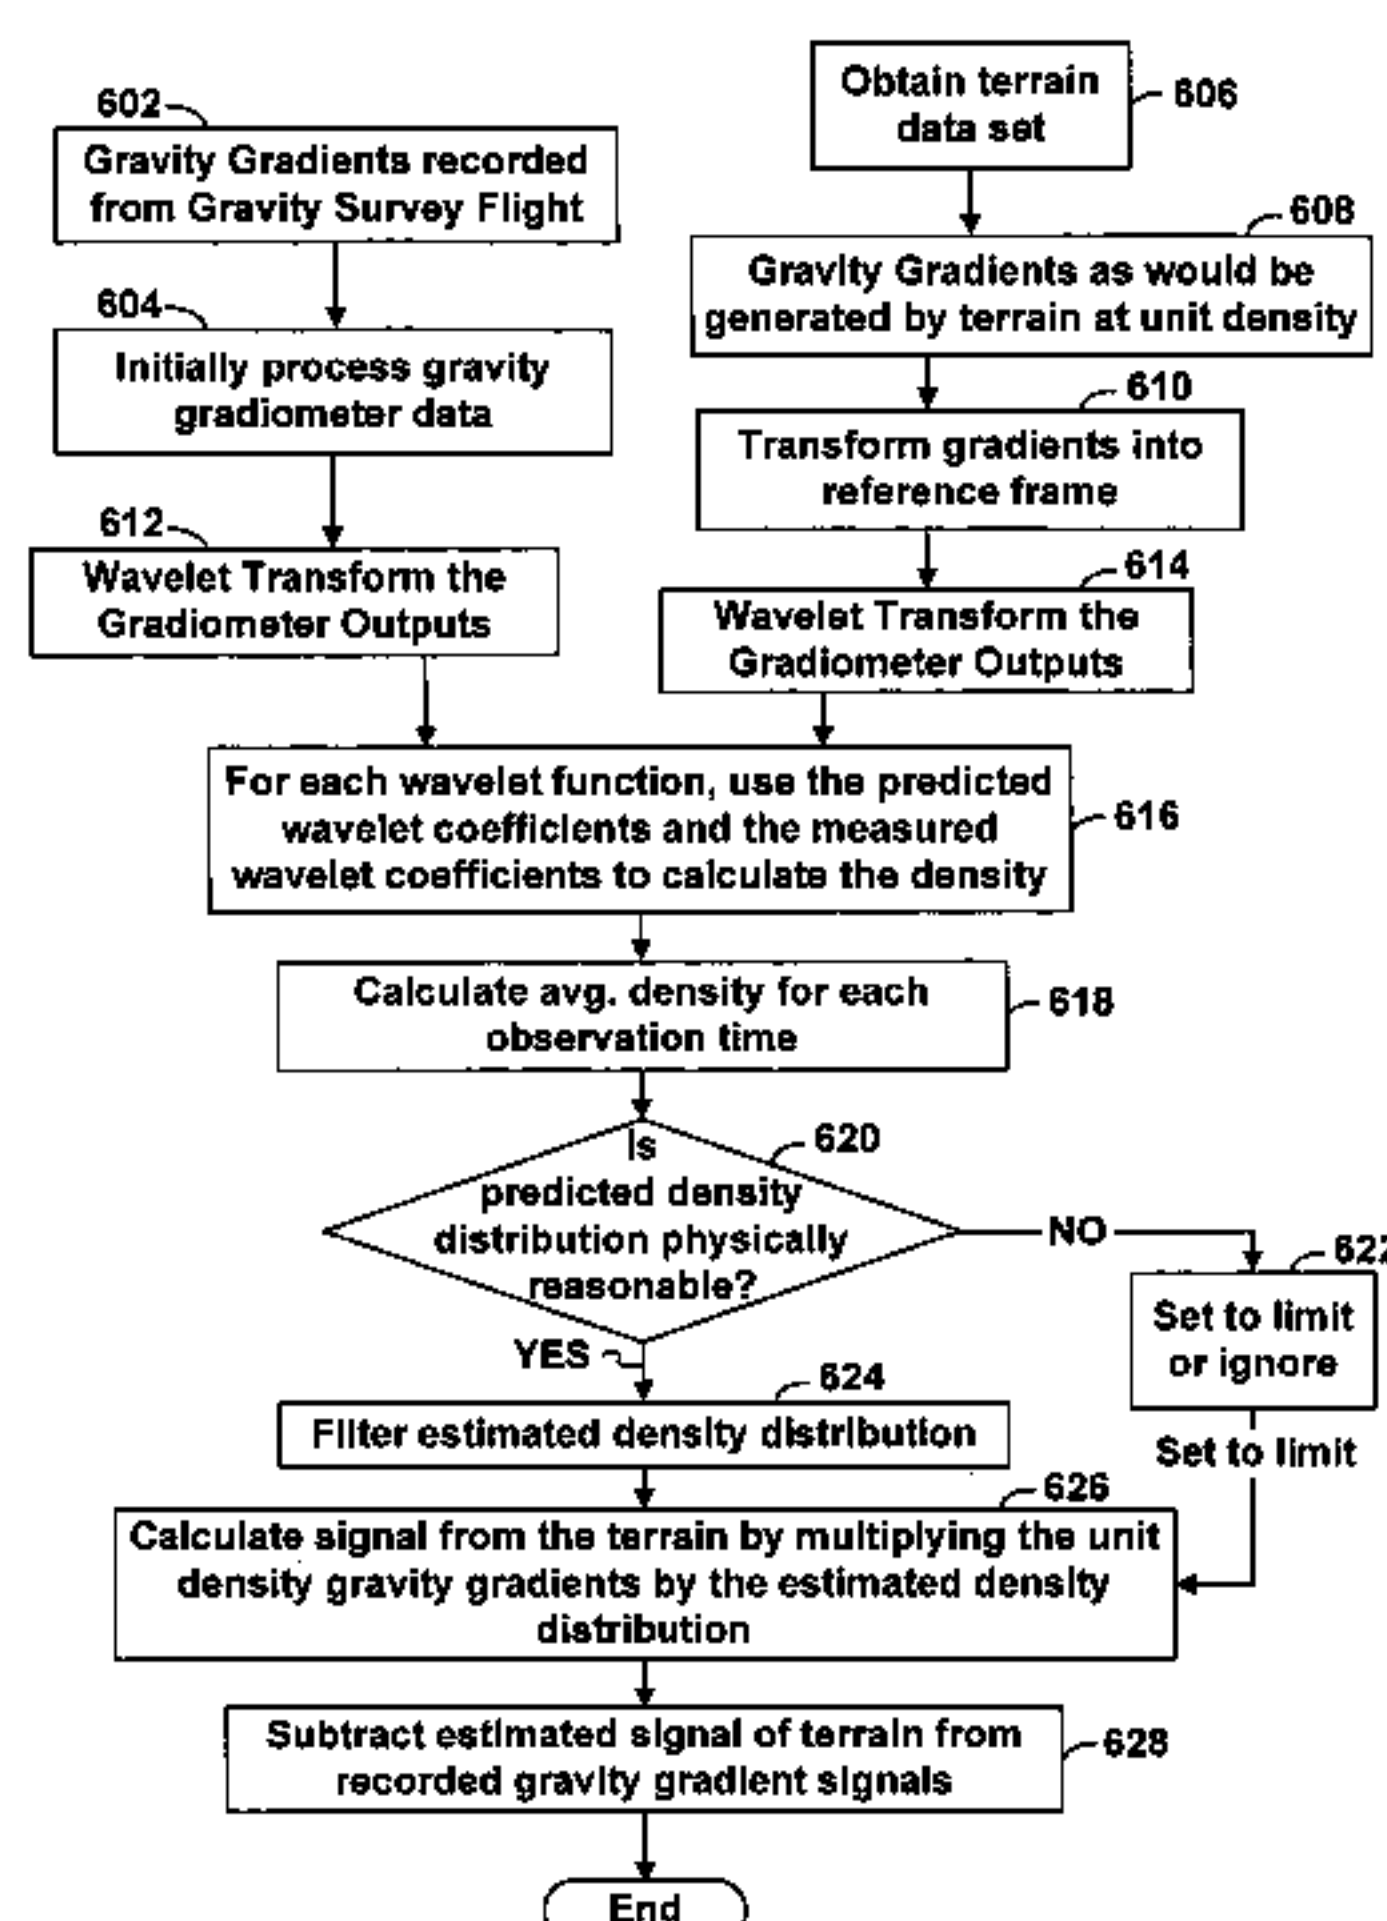 602
Gravity Gradients recorded
from Gravity Survey Flight
604
Initially process gravity
gradiometer data
612
Wavelet Transform the
Gradiometer Outputs
Obtain terrain
data set
606
608
Gravity Gradients as would be
generated by terrain at unit density
610
Transform gradients into
reference frame
614
Wavelet Transform the
Gradiometer Outputs
For each wavelet function, use the predicted
wavelet coefficients and the measured
wavelet coefficients to calculate the density
616
Calculate avg. density for each
observation time
618
620
Is
predicted density
distribution physically
reasonable?
NO
622
Set to limit
or ignore
Set to limit
YES
624
Filter estimated density distribution
626
Calculate signal from the terrain by multiplying the unit
density gravity gradients by the estimated density
distribution
Subtract estimated signal of terrain from
recorded gravity gradient signals
628
End